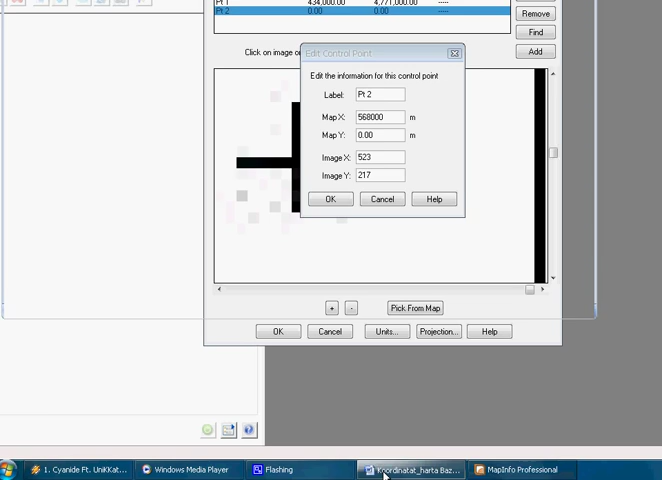 Pt 1 434,000.00 4,771,000.00 -----
Pt 2 0.00 0.00 -----
Remove
Find
Add
Click on image o
Edit Control Point
Edit the information for this control point
Label: Pt 2
Map X: 568000 m
Map Y: 0.00 m
Image X: 523
Image Y: 217
OK Cancel Help
+ - Pick From Map
OK Cancel Units... Projection... Help
1. Cyanide Ft. UniKKat... Windows Media Player Flashing Koordinatat_harta Baz... MapInfo Professional